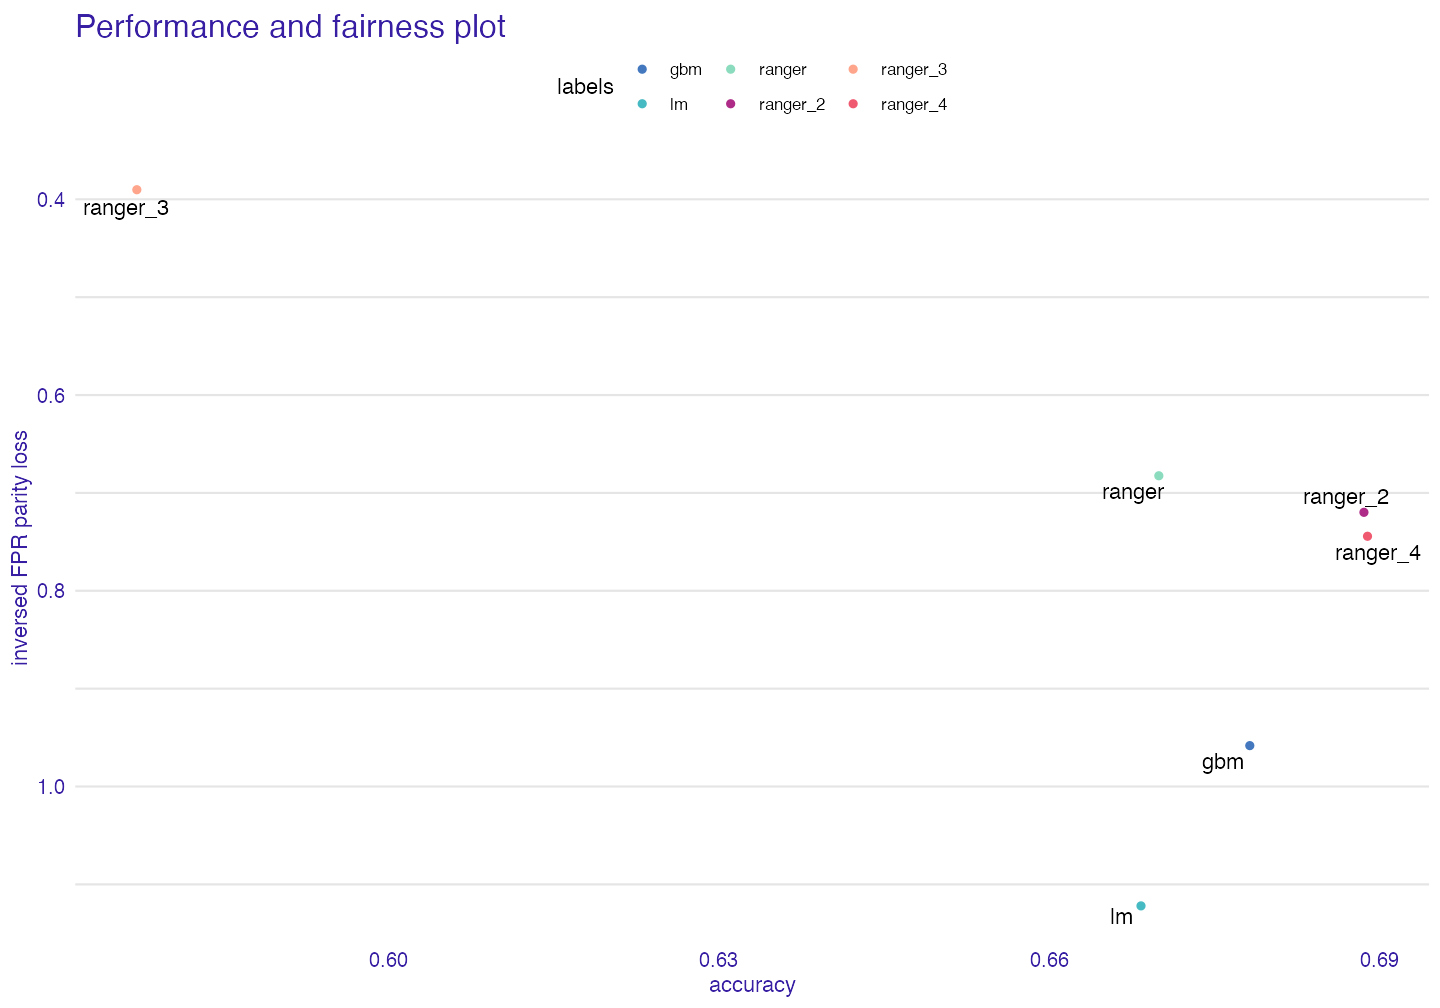 Performance and fairness plot
labels
gbm ranger ranger_3
lm ranger_2 ranger_4
0.4
ranger_3
0.6
ranger
ranger_2
ranger_4
0.8
gbm
1.0
lm
inversed FPR parity loss
0.60 0.63 0.66 0.69
accuracy